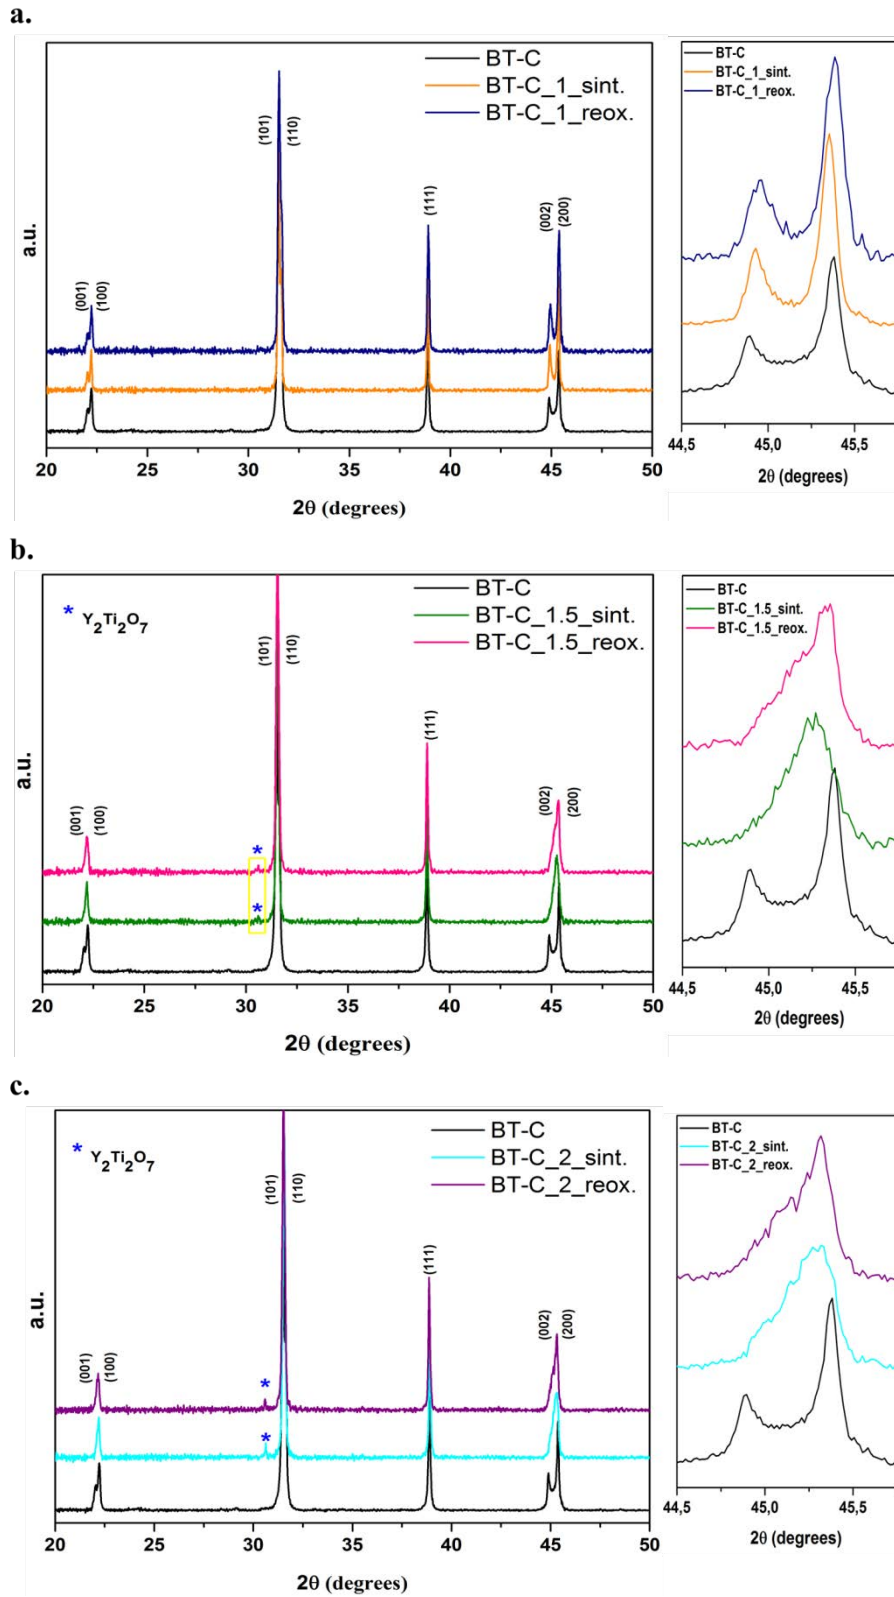 a.
BT-C
BT-C_1_sint.
BT-C_1_reox.
(001)
(100)
(101)
(110)
(111)
(002)
(200)
a.u.
20 25 30 35 40 45 50
2θ (degrees)
BT-C
BT-C_1_sint.
BT-C_1_reox.
44,5 45,0 45,5
2θ (degrees)
b.
* Y2Ti2O7
BT-C
BT-C_1.5_sint.
BT-C_1.5_reox.
(001)
(100)
(101)
(110)
(111)
(002)
(200)
*
*
a.u.
20 25 30 35 40 45 50
2θ (degrees)
BT-C
BT-C_1.5_sint.
BT-C_1.5_reox.
44,5 45,0 45,5
2θ (degrees)
c.
* Y2Ti2O7
BT-C
BT-C_2_sint.
BT-C_2_reox.
(001)
(100)
(101)
(110)
(111)
(002)
(200)
*
*
a.u.
20 25 30 35 40 45 50
2θ (degrees)
BT-C
BT-C_2_sint.
BT-C_2_reox.
44,5 45,0 45,5
2θ (degrees)